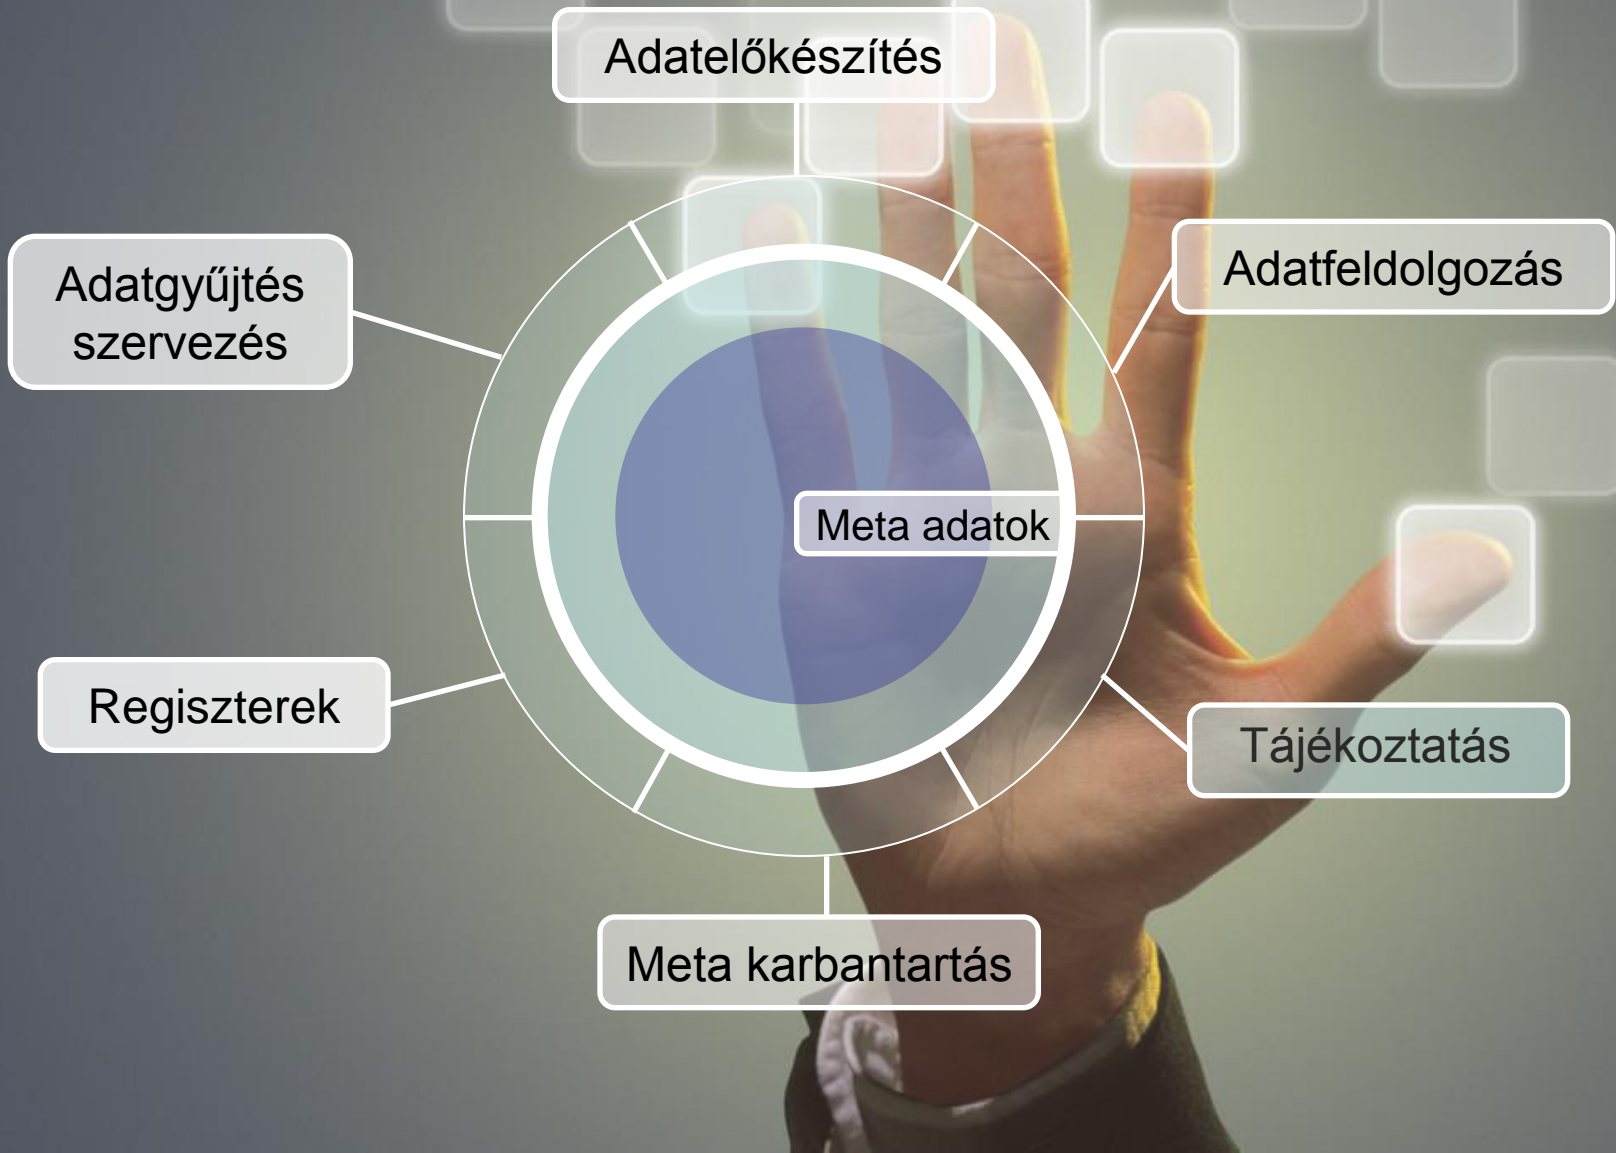 Adatelőkészítés
Adatgyűjtés
szervezés
Adatfeldolgozás
Meta adatok
Regiszterek
Tájékoztatás
Meta karbantartás